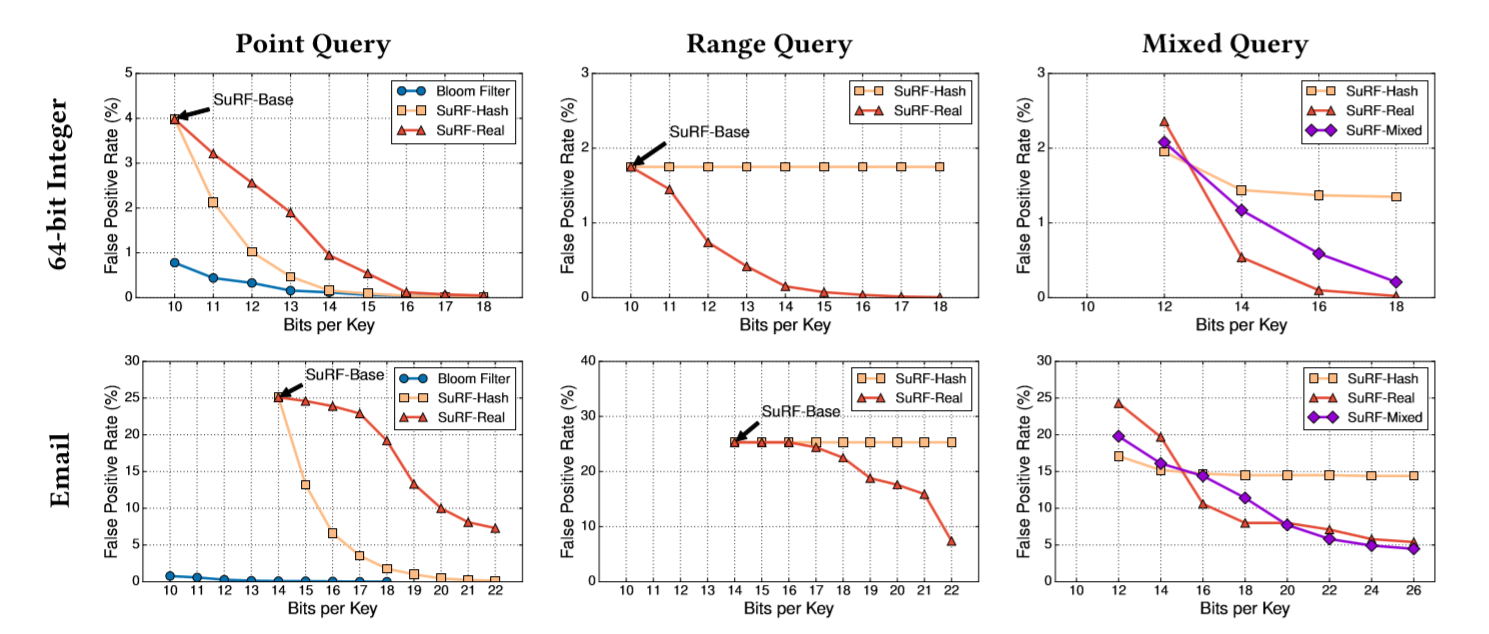 Point Query
Range Query
Mixed Query
64-bit Integer
False Positive Rate (%)
5
4
3
2
1
0
SuRF-Base
Bloom Filter
SuRF-Hash
SuRF-Real
10 11 12 13 14 15 16 17 18
Bits per Key
False Positive Rate (%)
3
2
1
0
SuRF-Base
SuRF-Hash
SuRF-Real
10 11 12 13 14 15 16 17 18
Bits per Key
False Positive Rate (%)
3
2
1
0
SuRF-Hash
SuRF-Real
SuRF-Mixed
10 12 14 16 18
Bits per Key
Email
False Positive Rate (%)
30
25
20
15
10
5
0
SuRF-Base
Bloom Filter
SuRF-Hash
SuRF-Real
10 11 12 13 14 15 16 17 18 19 20 21 22
Bits per Key
False Positive Rate (%)
40
30
20
10
0
SuRF-Base
SuRF-Hash
SuRF-Real
10 11 12 13 14 15 16 17 18 19 20 21 22
Bits per Key
False Positive Rate (%)
30
25
20
15
10
5
0
SuRF-Hash
SuRF-Real
SuRF-Mixed
10 12 14 16 18 20 22 24 26
Bits per Key